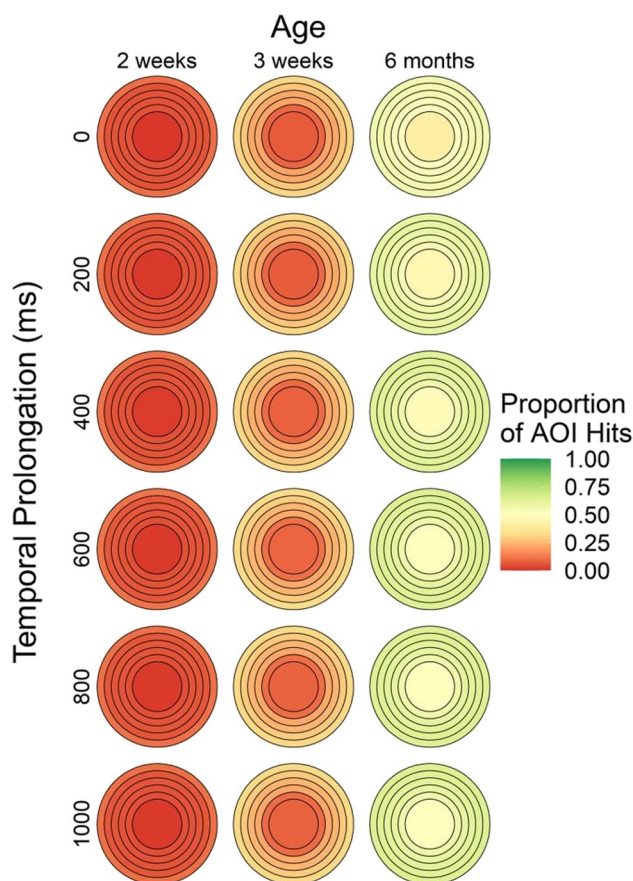 Age
2 weeks 3 weeks 6 months
Temporal Prolongation (ms)
0
200
400
600
800
1000
Proportion
of AOI Hits
1.00
0.75
0.50
0.25
0.00